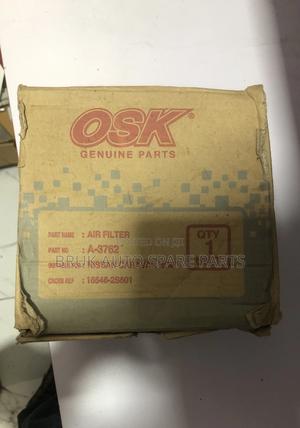 OSK®
GENUINE PARTS
PART NAME : AIR FILTER
PART NO : A-3762
QTY
1
BRUK AUTO SPARE PARTS
NISSAN
CROSS REF : 16546-2S601